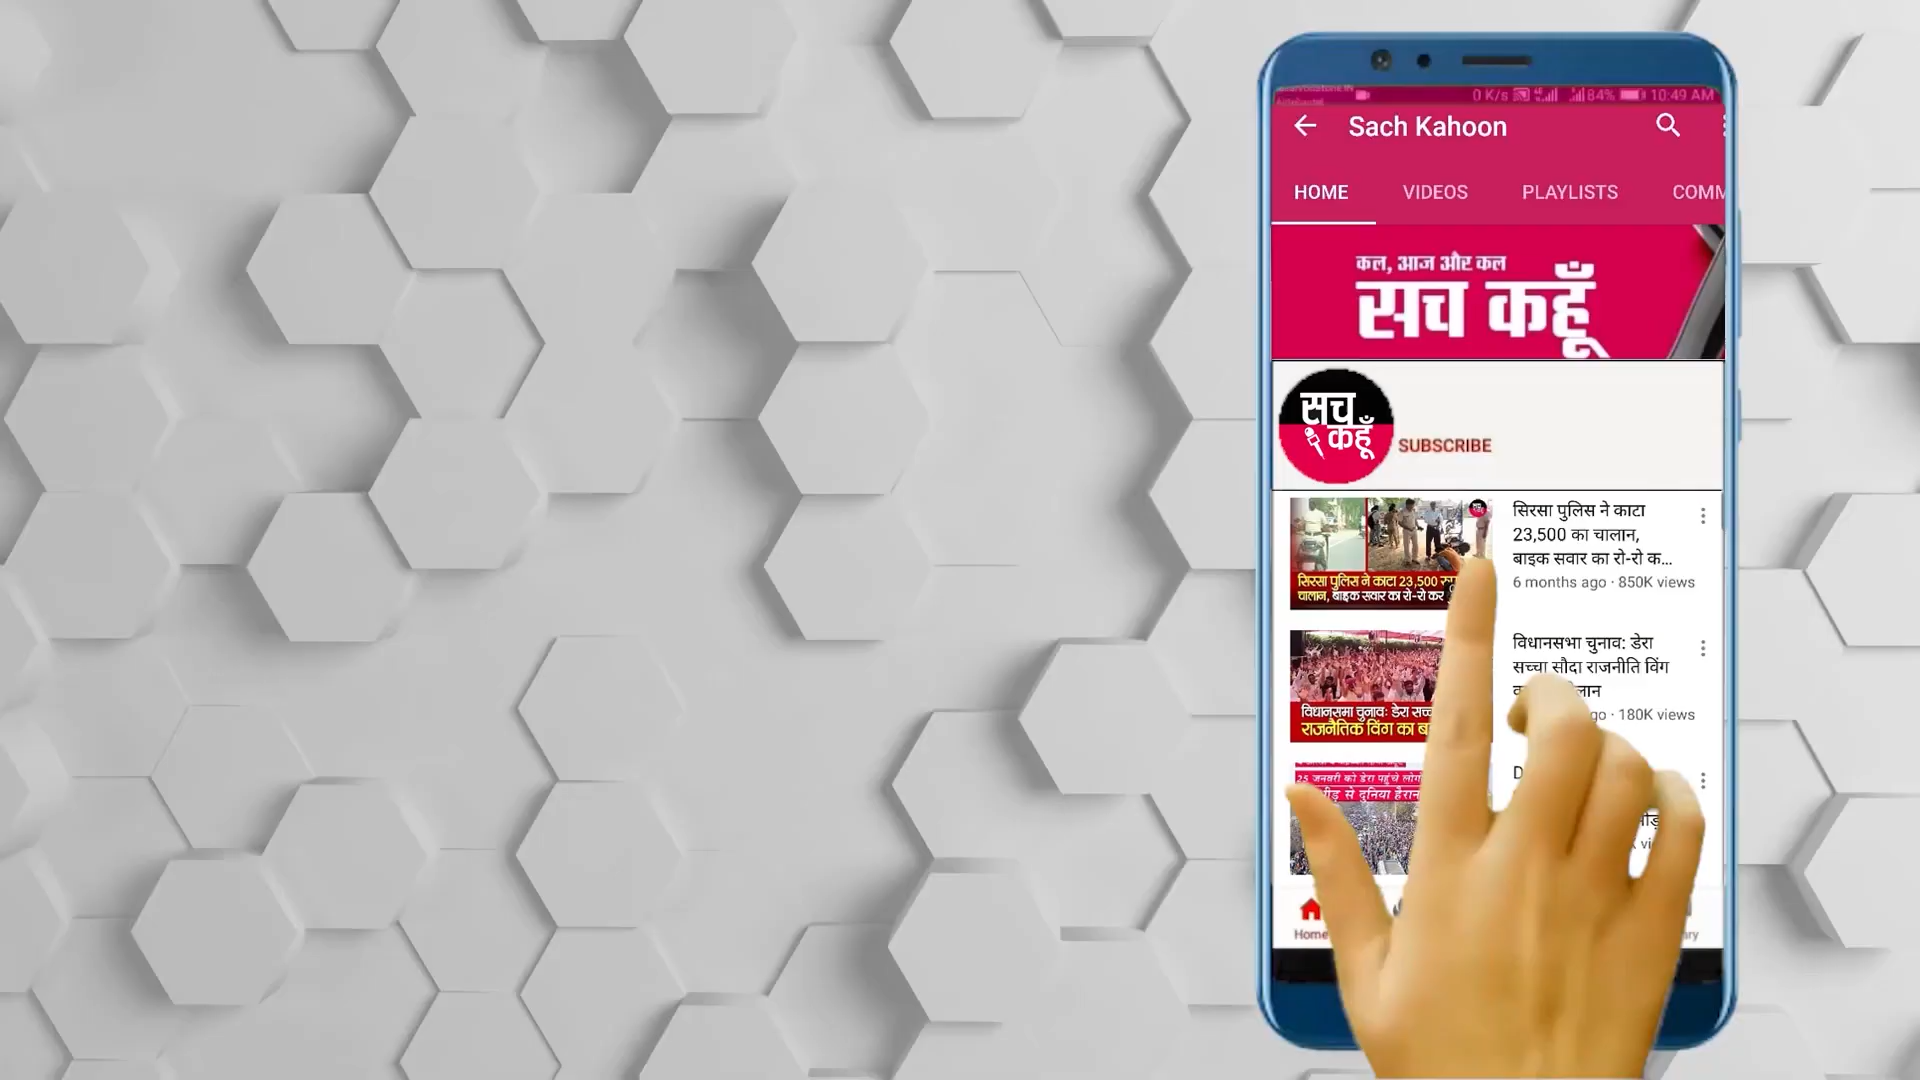 0 K/s 84% 10:49 AM
Sach Kahoon
HOME VIDEOS PLAYLISTS COMM
कल, आज और कल
सच कहूँ
सच
कहूँ
SUBSCRIBE
सिरसा पुलिस ने काटा 23,500
चालान, बाइक सवार का रो-रो कर
सिरसा पुलिस ने काटा
23,500 का चालान,
बाइक सवार का रो-रो क...
6 months ago · 850K views
विधानसभा चुनाव: डेरा
राजनैतिक विंग का
विधानसभा चुनाव: डेरा
सच्चा सौदा राजनीति विंग
180K views
25 जनवरी को डेरा पहुंचे
से दुनिया हैरान
Home